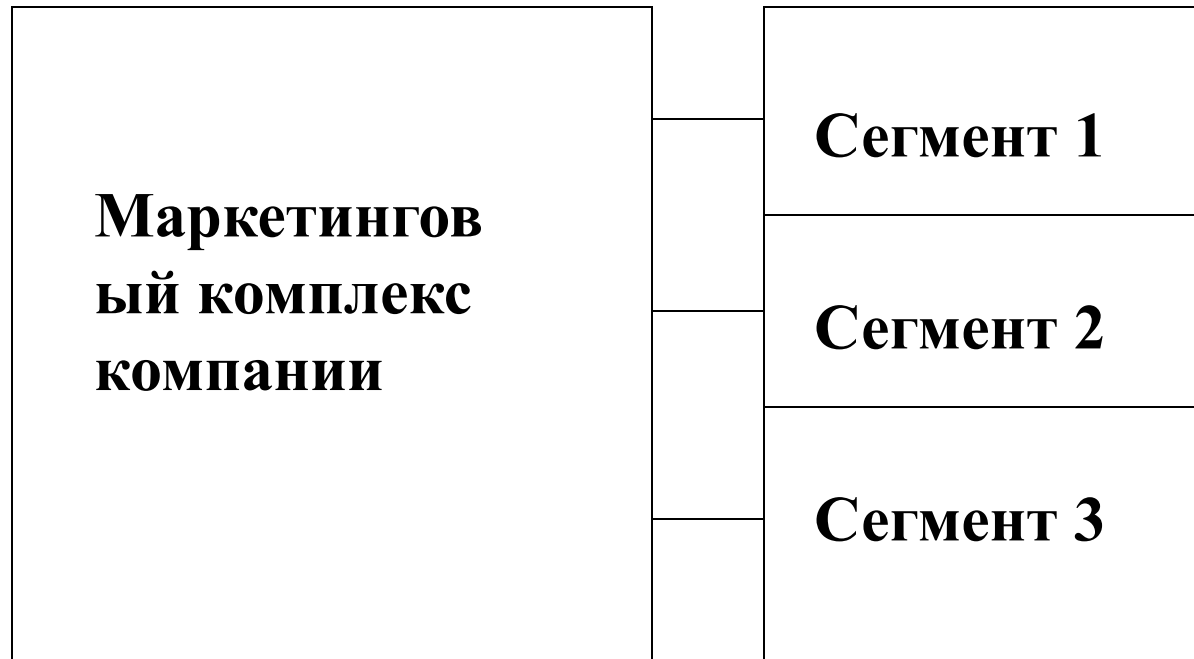 Маркетингов
ый комплекс
компании
Сегмент 1
Сегмент 2
Сегмент 3